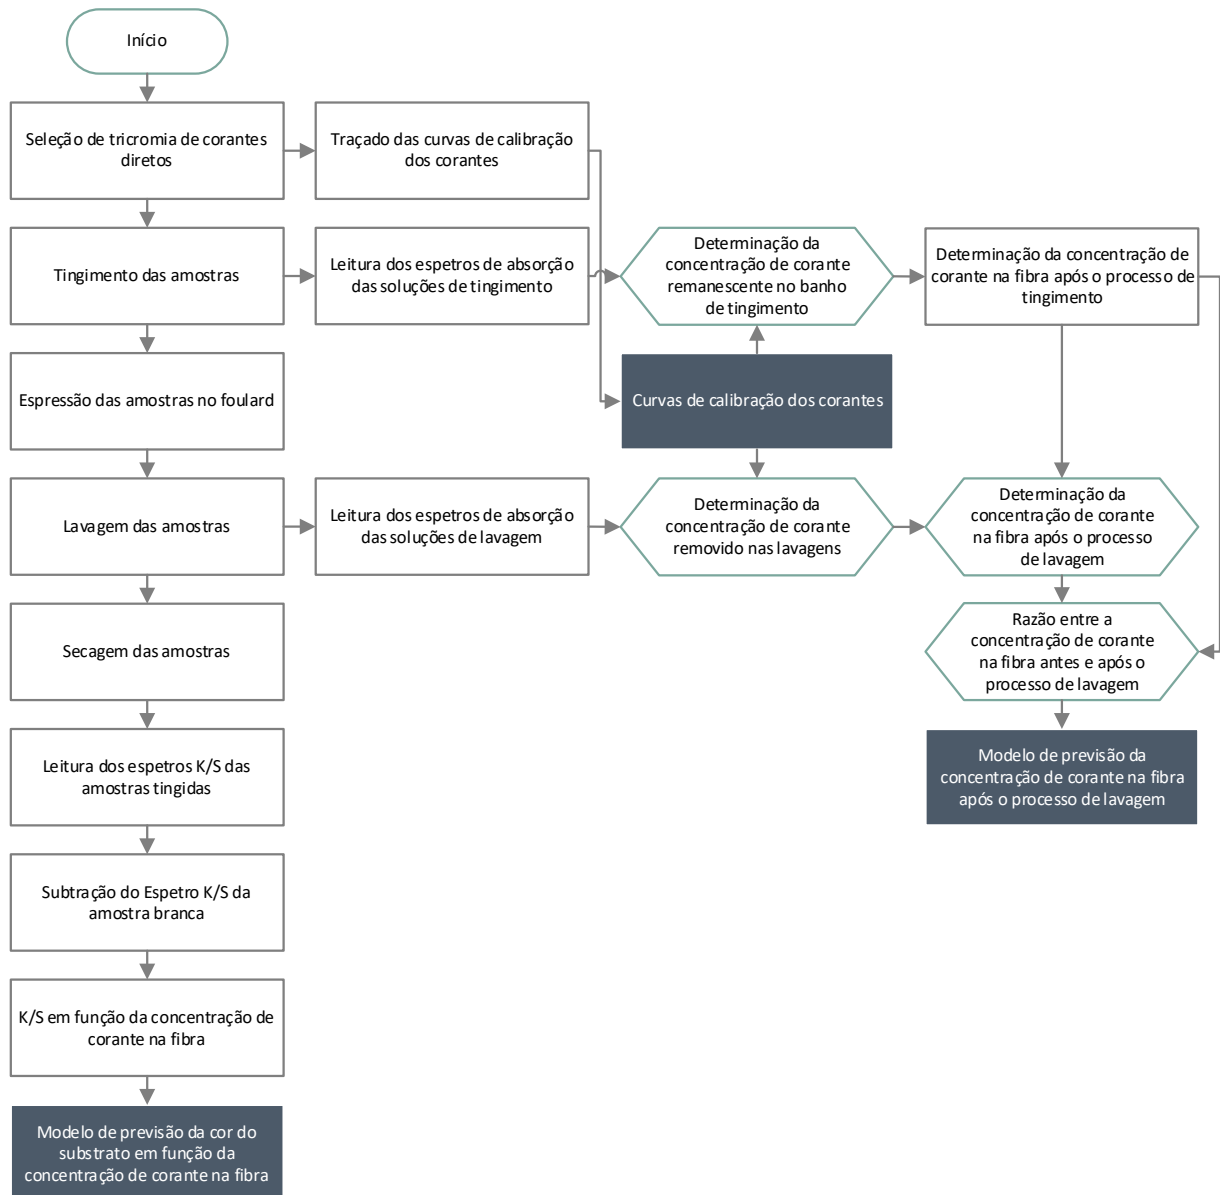 Início
Seleção de tricromia de corantes
diretos
Traçado das curvas de calibração
dos corantes
Tingimento das amostras
Leitura dos espetros de absorção
das soluções de tingimento
Determinação da
concentração de corante
remanescente no banho
de tingimento
Determinação da concentração de
corante na fibra após o processo de
tingimento
Espressão das amostras no foulard
Curvas de calibração dos corantes
Lavagem das amostras
Leitura dos espetros de absorção
das soluções de lavagem
Determinação da
concentração de corante
removido nas lavagens
Determinação da
concentração de corante
na fibra após o processo
de lavagem
Secagem das amostras
Razão entre a
concentração de corante
na fibra antes e após o
processo de lavagem
Leitura dos espetros K/S das
amostras tingidas
Modelo de previsão da
concentração de corante na fibra
após o processo de lavagem
Subtração do Espetro K/S da
amostra branca
K/S em função da concentração de
corante na fibra
Modelo de previsão da cor do
substrato em função da
concentração de corante na fibra